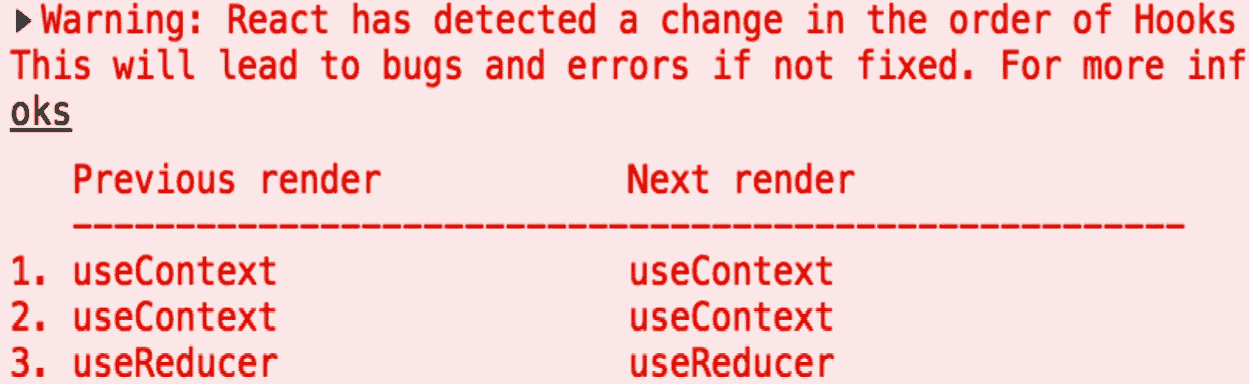 Warning: React has detected a change in the order of Hooks
This will lead to bugs and errors if not fixed. For more inf
oks
Previous render Next render
------------------------------------------------------
1. useContext useContext
2. useContext useContext
3. useReducer useReducer